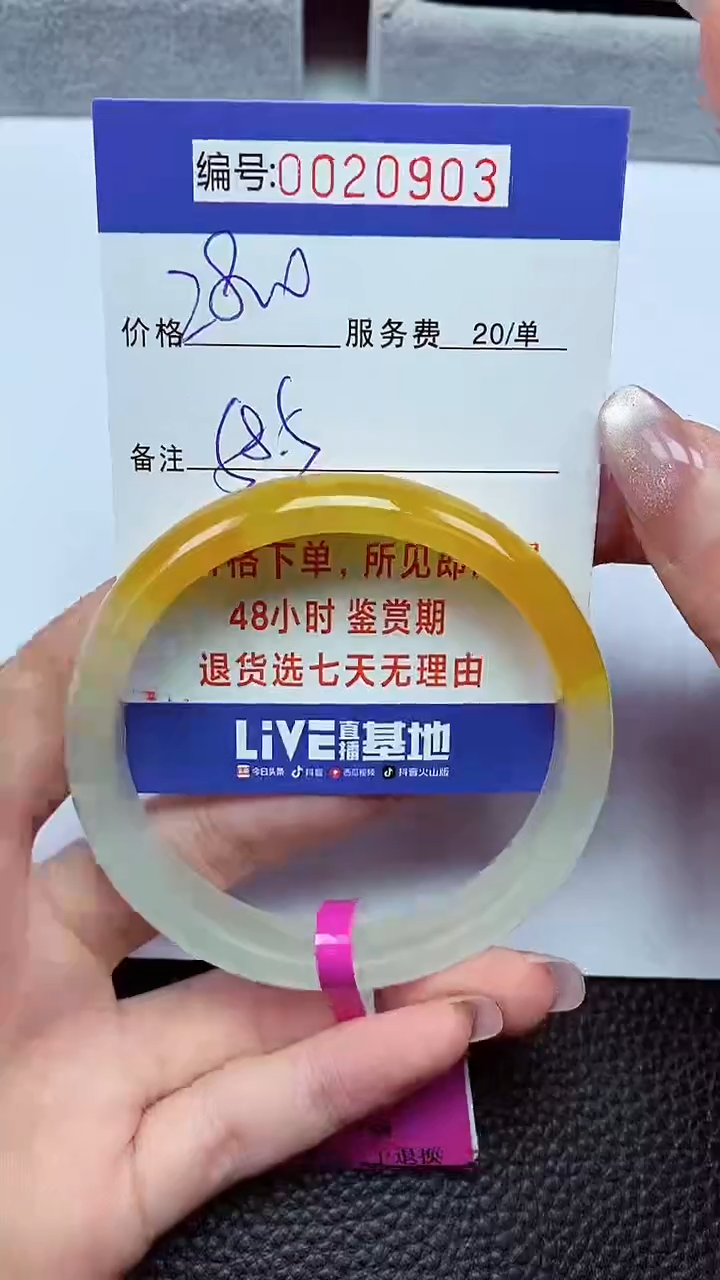 编号:0020903
价格 2800 服务费 20/单
备注 58.5
格下单,所见即
48小时 鉴赏期
退货选七天无理由
LiVE直播基地
今日头条 抖音 西瓜视频 抖音火山版